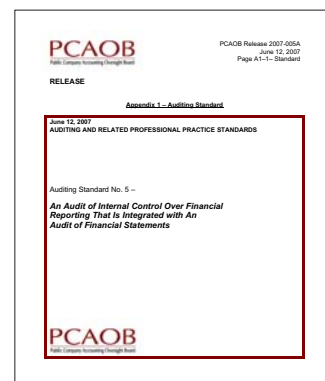 PCAOB
Public Company Accounting Oversight Board
PCAOB Release 2007-005A
June 12, 2007
Page A1–1– Standard
RELEASE
Appendix 1 – Auditing Standard
June 12, 2007
AUDITING AND RELATED PROFESSIONAL PRACTICE STANDARDS
Auditing Standard No. 5 –
An Audit of Internal Control Over Financial
Reporting That Is Integrated with An
Audit of Financial Statements
PCAOB
Public Company Accounting Oversight Board